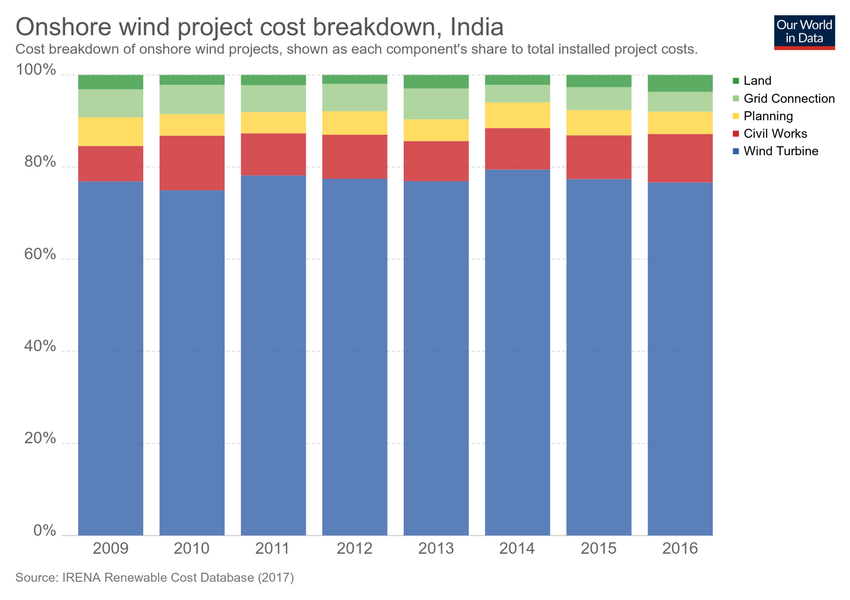 Onshore wind project cost breakdown, India
Cost breakdown of onshore wind projects, shown as each component's share to total installed project costs.
Our World
in Data
100%
80%
60%
40%
20%
0%
2009 2010 2011 2012 2013 2014 2015 2016
Land
Grid Connection
Planning
Civil Works
Wind Turbine
Source: IRENA Renewable Cost Database (2017)